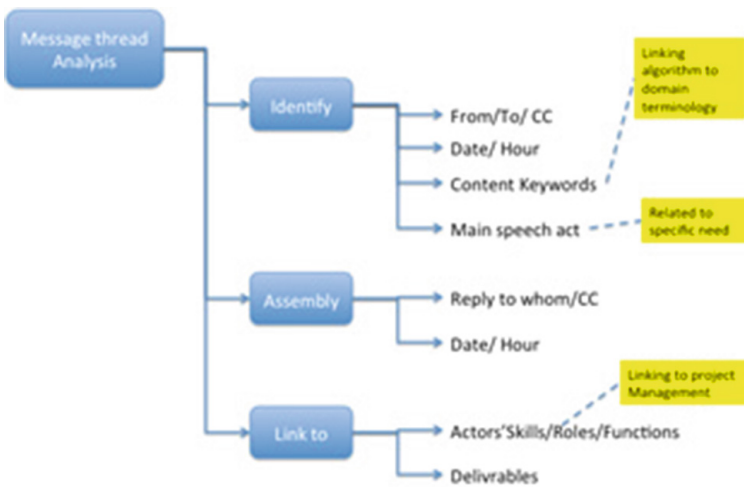 Message thread
Analysis
Linking
algorithm to
domain
terminology
Identify
From/To/ CC
Date/ Hour
Content Keywords
Main speech act
Related to
specific need
Assembly
Reply to whom/CC
Date/ Hour
Linking to project
Management
Link to
Actors'Skills/Roles/Functions
Delivrables